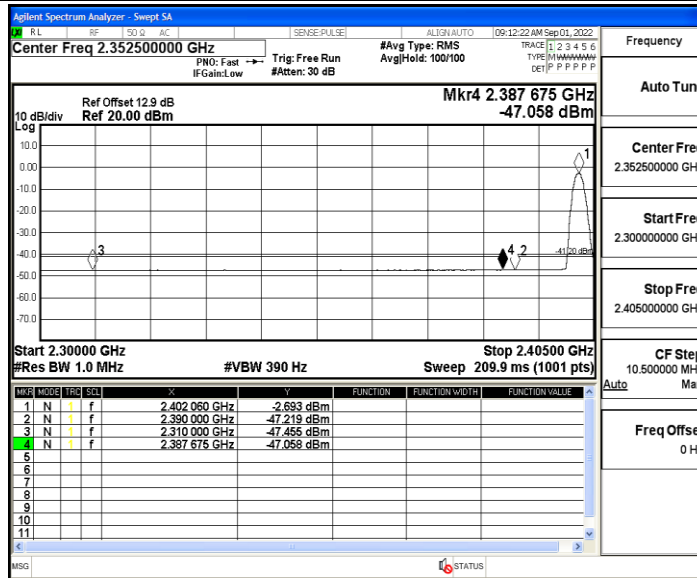 Agilent Spectrum Analyzer - Swept SA
RL RF 50 Ω AC SENSE:PULSE ALIGN AUTO 09:12:22 AM Sep 01, 2022
Center Freq 2.352500000 GHz
PNO: Fast
IFGain:Low
Trig: Free Run
#Atten: 30 dB
#Avg Type: RMS
Avg|Hold: 100/100
TRACE 1 2 3 4 5 6
TYPE M
DET P P P P P P
Ref Offset 12.9 dB
10 dB/div Ref 20.00 dBm
Log
Mkr4 2.387 675 GHz
-47.058 dBm
10.0
0.00
-10.0
-20.0
-30.0
-40.0
-50.0
-60.0
-70.0
1
3
4 2
-41.20 dBm
Start 2.30000 GHz Stop 2.40500 GHz
#Res BW 1.0 MHz #VBW 390 Hz Sweep 209.9 ms (1001 pts)
MKR MODE TRC SCL X Y FUNCTION FUNCTION WIDTH FUNCTION VALUE
1 N 1 f 2.402 060 GHz -2.693 dBm
2 N 1 f 2.390 000 GHz -47.219 dBm
3 N 1 f 2.310 000 GHz -47.455 dBm
4 N 1 f 2.387 675 GHz -47.058 dBm
5
6
7
8
9
10
11
MSG STATUS
Frequency
Auto Tun
Center Fre
2.352500000 GH
Start Fre
2.300000000 GH
Stop Fre
2.405000000 GH
CF Ste
10.500000 MH
Auto Ma
Freq Offse
0 H